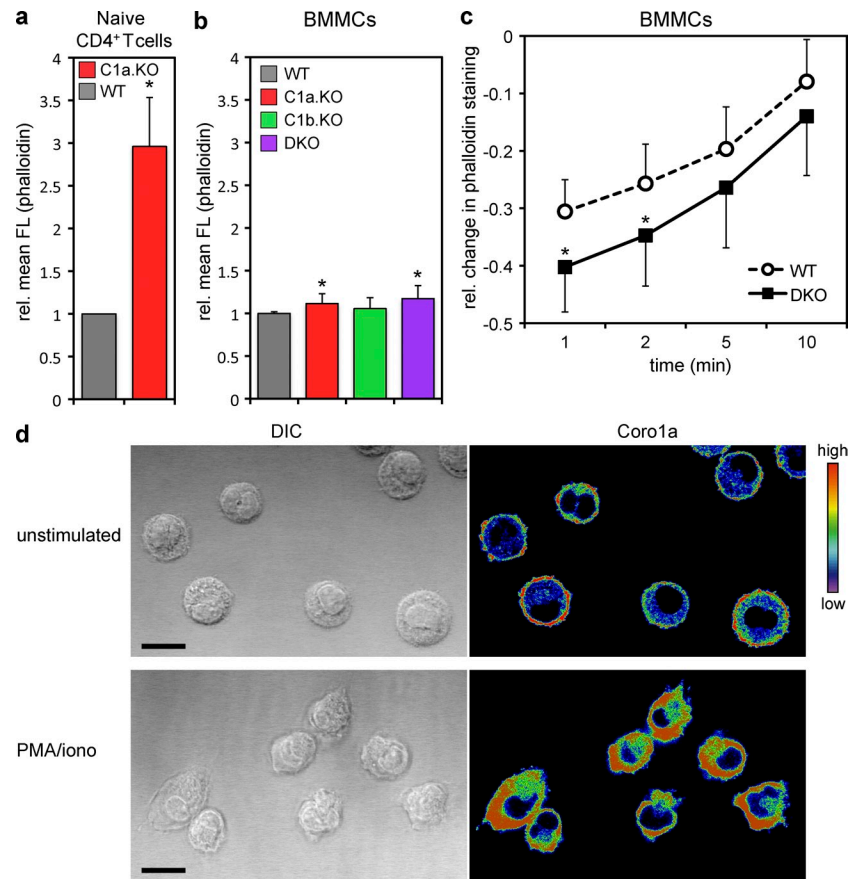 a
Naive
CD4+ T cells
rel. mean FL (phalloidin)
4
3.5
3
2.5
2
1.5
1
0.5
0
C1a.KO
WT
*
b
BMMCs
rel. mean FL (phalloidin)
4
3.5
3
2.5
2
1.5
1
0.5
0
WT
C1a.KO
C1b.KO
DKO
*
*
c
BMMCs
rel. change in phalloidin staining
0
-0.1
-0.2
-0.3
-0.4
-0.5
*
*
WT
DKO
1 2 5 10
time (min)
d
DIC
Coro1a
unstimulated
high
low
PMA/iono